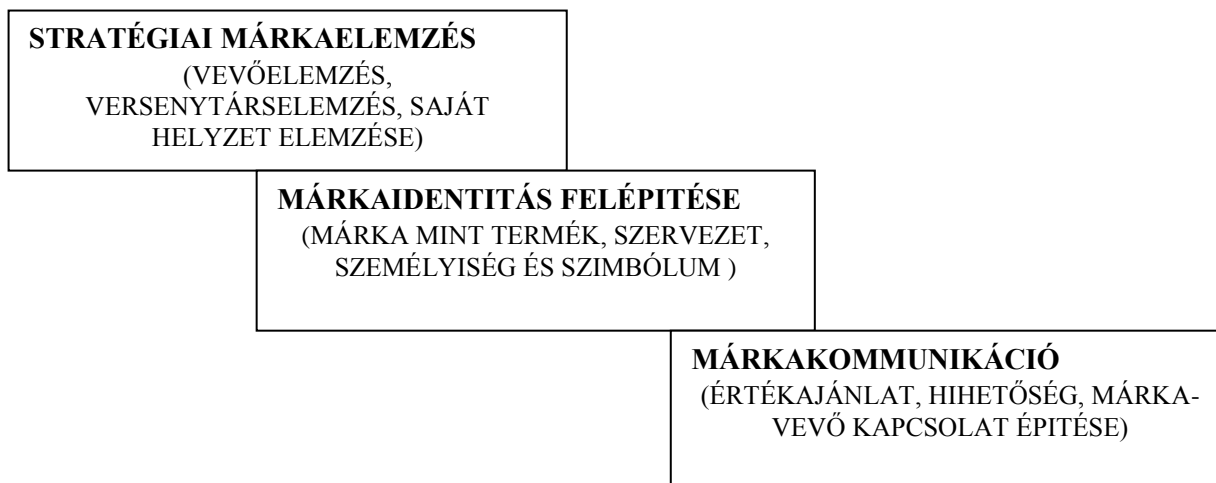 STRATÉGIAI MÁRKAELEMZÉS
(VEVŐELEMZÉS,
VERSENYTÁRSELEMZÉS, SAJÁT
HELYZET ELEMZÉSE)
MÁRKAIDENTITÁS FELÉPITÉSE
(MÁRKA MINT TERMÉK, SZERVEZET,
SZEMÉLYISÉG ÉS SZIMBÓLUM )
MÁRKAKOMMUNIKÁCIÓ
(ÉRTÉKAJÁNLAT, HIHETŐSÉG, MÁRKA-
VEVŐ KAPCSOLAT ÉPITÉSE)